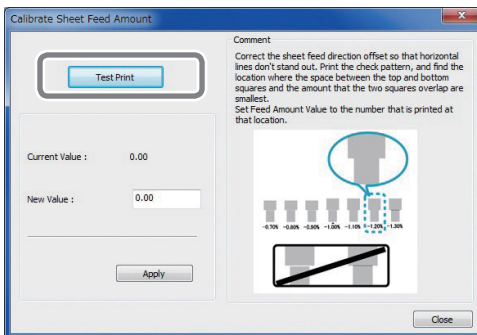 Calibrate Sheet Feed Amount
Test Print
Current Value :
0.00
New Value :
0.00
Apply
Comment
Correct the sheet feed direction offset so that horizontal
lines don't stand out. Print the check pattern, and find the
location where the space between the top and bottom
squares and the amount that the two squares overlap are
smallest.
Set Feed Amount Value to the number that is printed at
that location.
-0.70% -0.80% -0.90% -1.00% -1.10% -1.20% -1.30%
Close